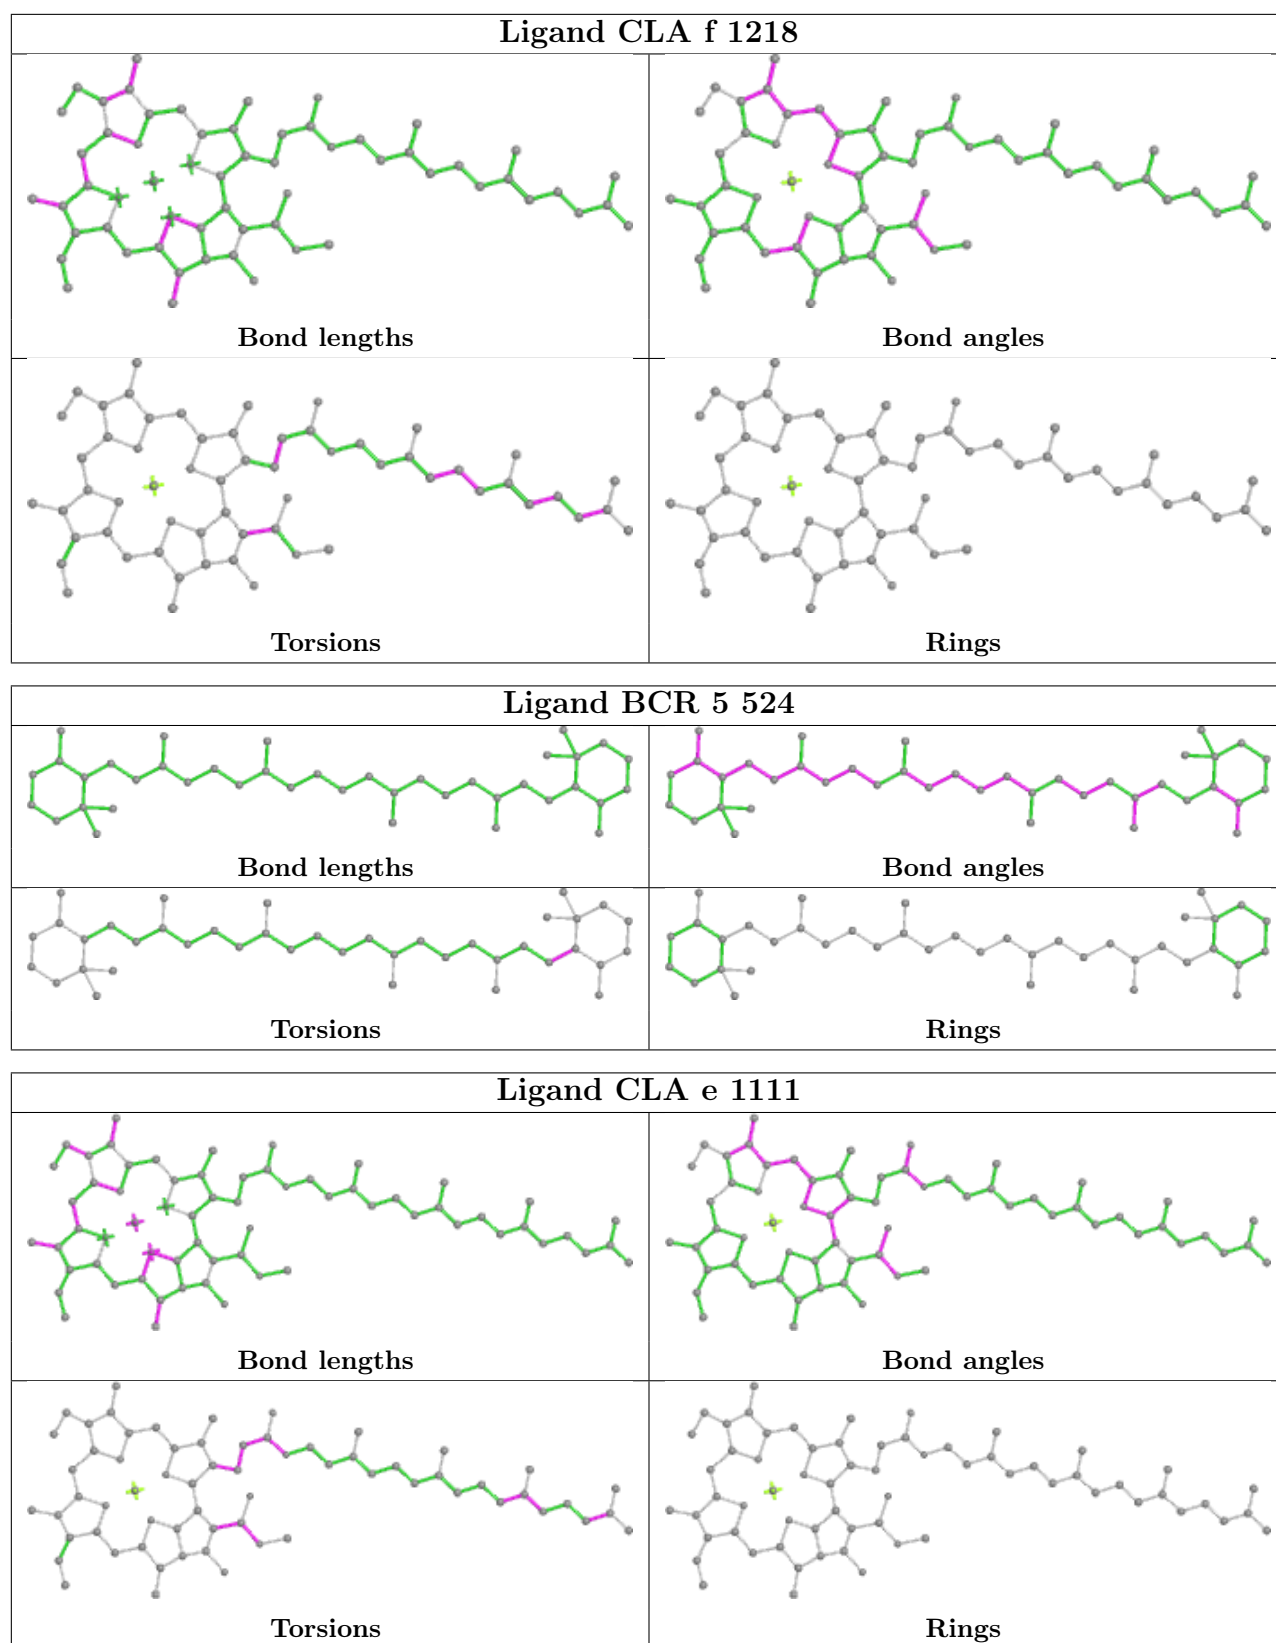 Ligand CLA f 1218
Bond lengths
Bond angles
Torsions
Rings
Ligand BCR 5 524
Bond lengths
Bond angles
Torsions
Rings
Ligand CLA e 1111
Bond lengths
Bond angles
Torsions
Rings